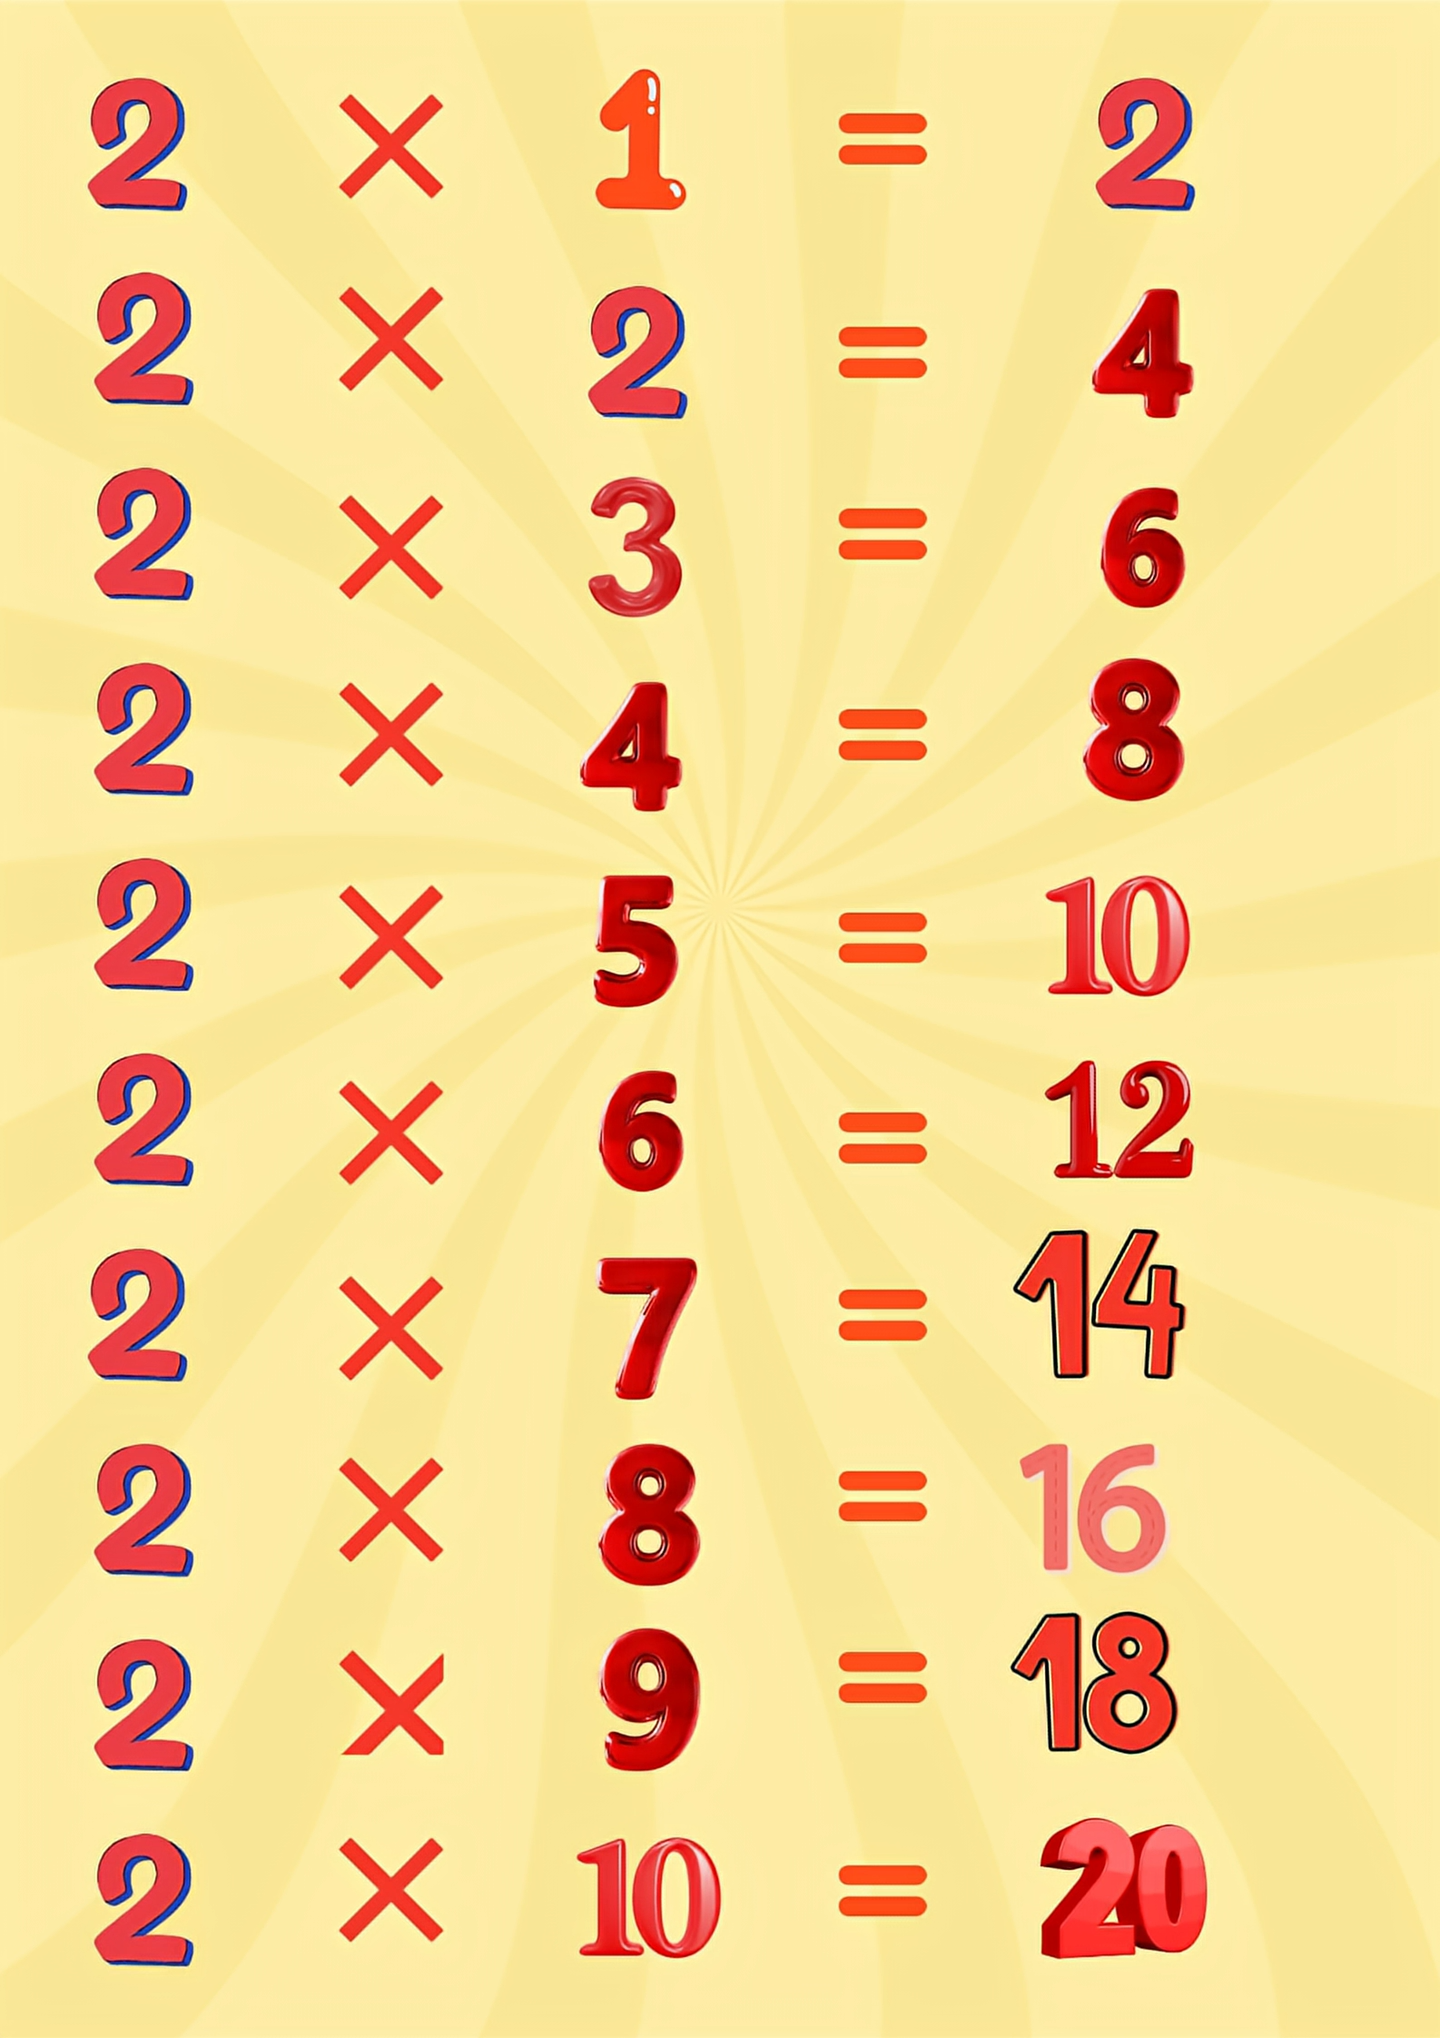 2 × 1 = 2
2 × 2 = 4
2 × 3 = 6
2 × 4 = 8
2 × 5 = 10
2 × 6 = 12
2 × 7 = 14
2 × 8 = 16
2 × 9 = 18
2 × 10 = 20